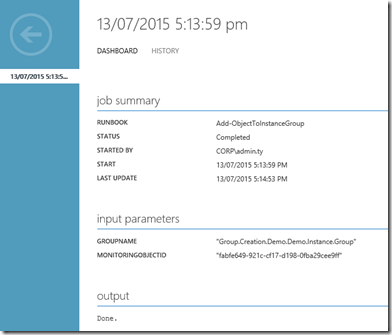 13/07/2015 5:13:59 pm
DASHBOARD HISTORY
13/07/2015 5:13:5...
job summary
RUNBOOK Add-ObjectToInstanceGroup
STATUS Completed
STARTED BY CORP\admin.ty
START 13/07/2015 5:13:59 PM
LAST UPDATE 13/07/2015 5:14:53 PM
input parameters
GROUPNAME "Group.Creation.Demo.Demo.Instance.Group"
MONITORINGOBJECTID "fabfe649-921c-cf17-d198-0fba29cee9ff"
output
Done.